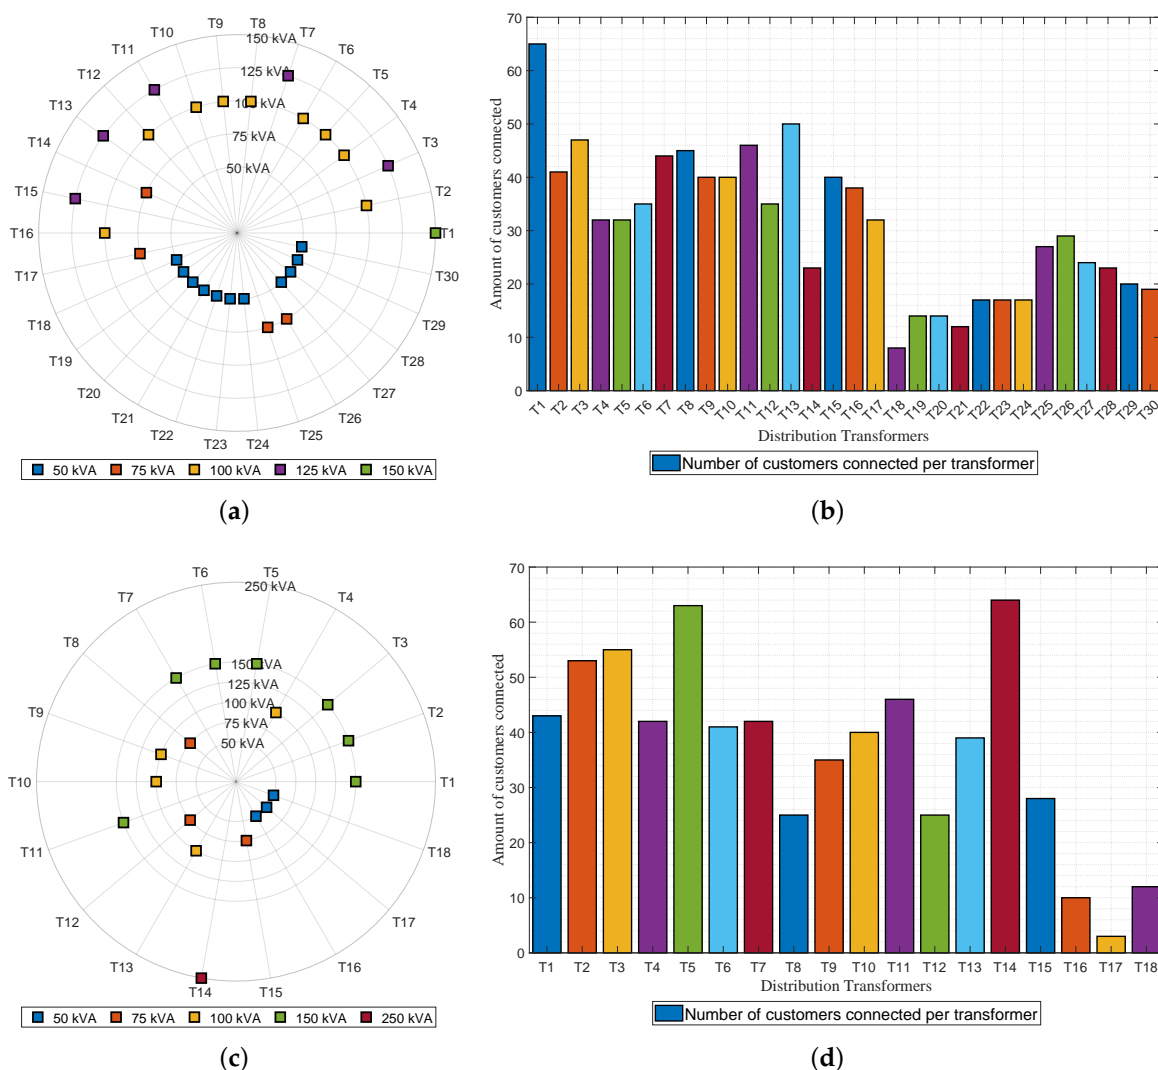 T1
T2
T3
T4
T5
T6
T7
T8
T9
T10
T11
T12
T13
T14
T15
T16
T17
T18
T19
T20
T21
T22
T23
T24
T25
T26
T27
T28
T29
T30
50 kVA
75 kVA
100 kVA
125 kVA
150 kVA
50 kVA 75 kVA 100 kVA 125 kVA 150 kVA
(a)
Amount of customers connected
70
60
50
40
30
20
10
0
T1 T2 T3 T4 T5 T6 T7 T8 T9 T10 T11 T12 T13 T14 T15 T16 T17 T18 T19 T20 T21 T22 T23 T24 T25 T26 T27 T28 T29 T30
Distribution Transformers
Number of customers connected per transformer
(b)
T1
T2
T3
T4
T5
T6
T7
T8
T9
T10
T11
T12
T13
T14
T15
T16
T17
T18
50 kVA
75 kVA
100 kVA
125 kVA
150 kVA
250 kVA
50 kVA 75 kVA 100 kVA 150 kVA 250 kVA
(c)
Amount of customers connected
70
60
50
40
30
20
10
0
T1 T2 T3 T4 T5 T6 T7 T8 T9 T10 T11 T12 T13 T14 T15 T16 T17 T18
Distribution Transformers
Number of customers connected per transformer
(d)